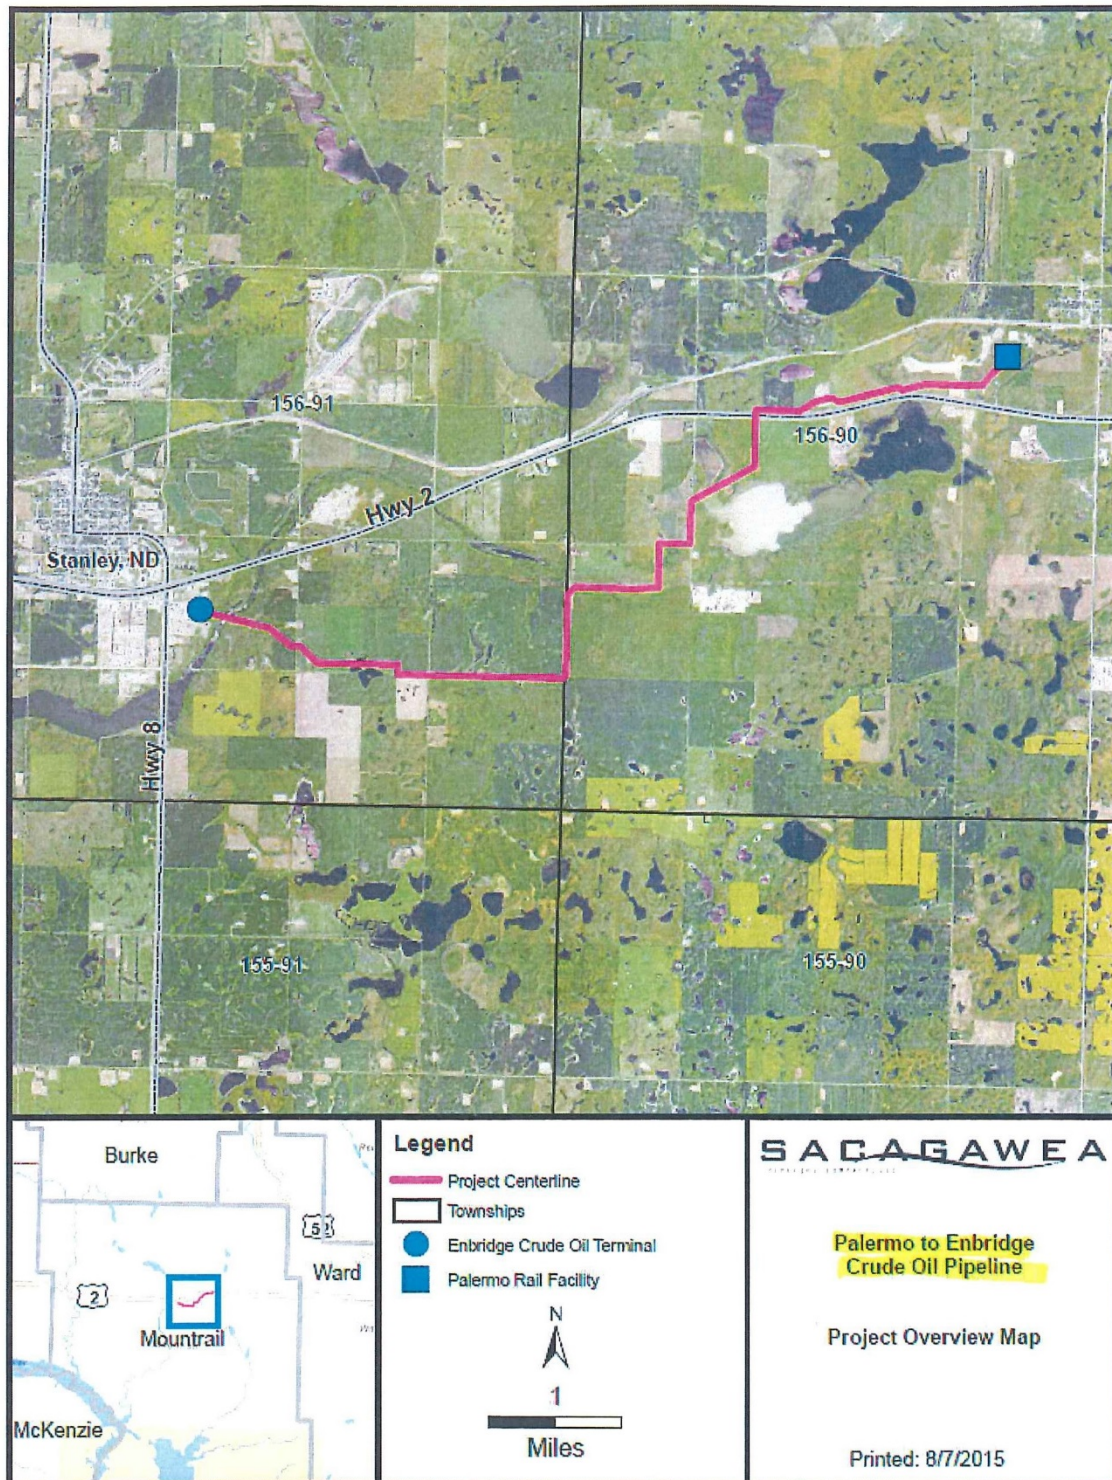 156-91
156-90
Hwy 2
Stanley, ND
Hwy 8
155-91
155-90
Burke
52
Ward
2
Mountrail
McKenzie
Legend
Project Centerline
Townships
Enbridge Crude Oil Terminal
Palermo Rail Facility
N
1
Miles
SACAGAWEA
Palermo to Enbridge
Crude Oil Pipeline
Project Overview Map
Printed: 8/7/2015